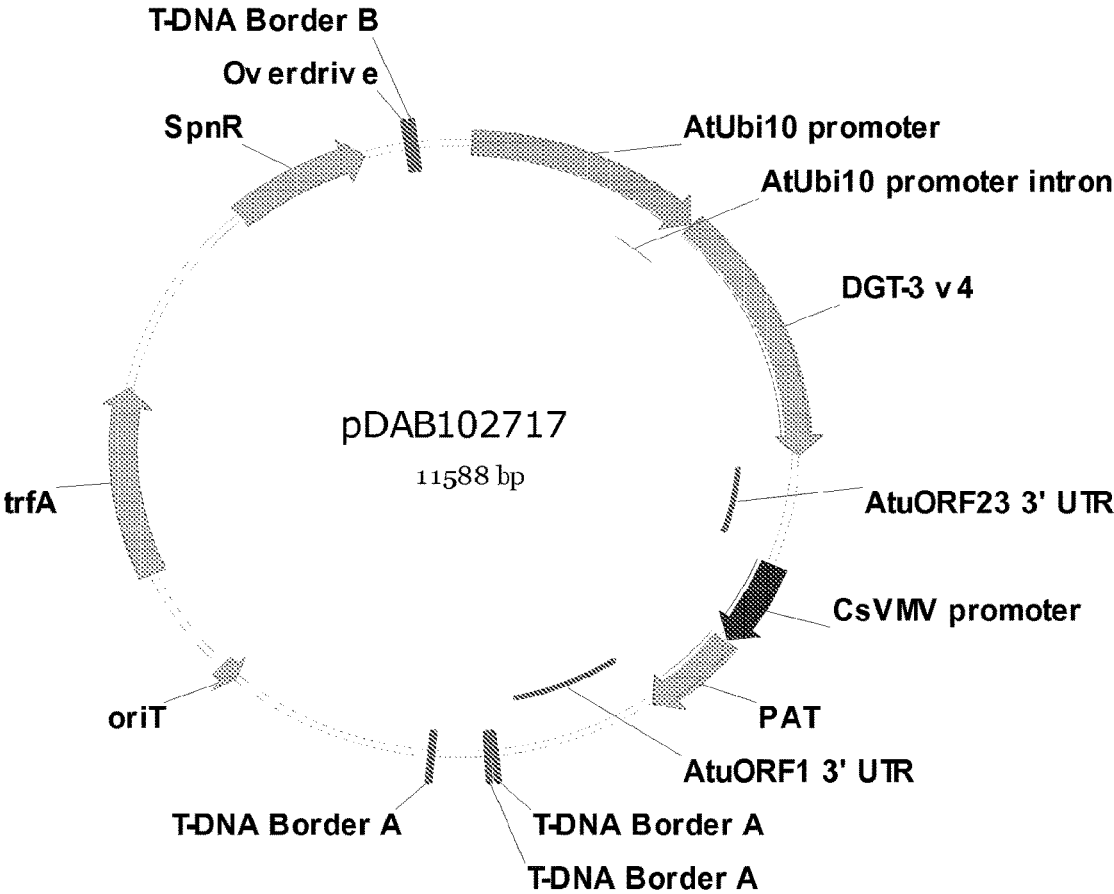 T-DNA Border B
Overdrive
SpnR
AtUbi10 promoter
AtUbi10 promoter intron
DGT-3 v4
pDAB102717
11588 bp
trfA
AtuORF23 3' UTR
CsVMV promoter
oriT
PAT
AtuORF1 3' UTR
T-DNA Border A
T-DNA Border A
T-DNA Border A